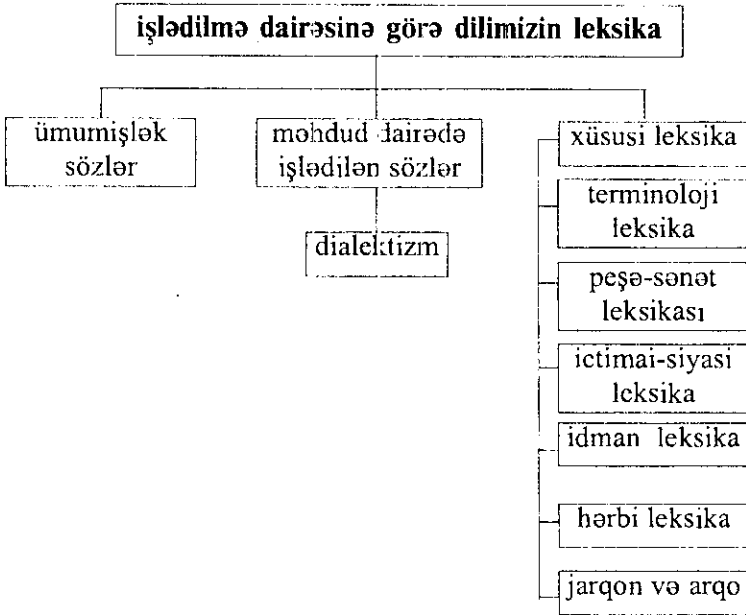 işlədilmə dairəsinə görə dilimizin leksika
ümumişlək
sözlər
məhdud dairədə
işlədilən sözlər
dialektizm
xüsusi leksika
terminoloji
leksika
peşə-sənət
leksikası
ictimai-siyasi
leksika
idman leksika
hərbi leksika
jarqon və arqo